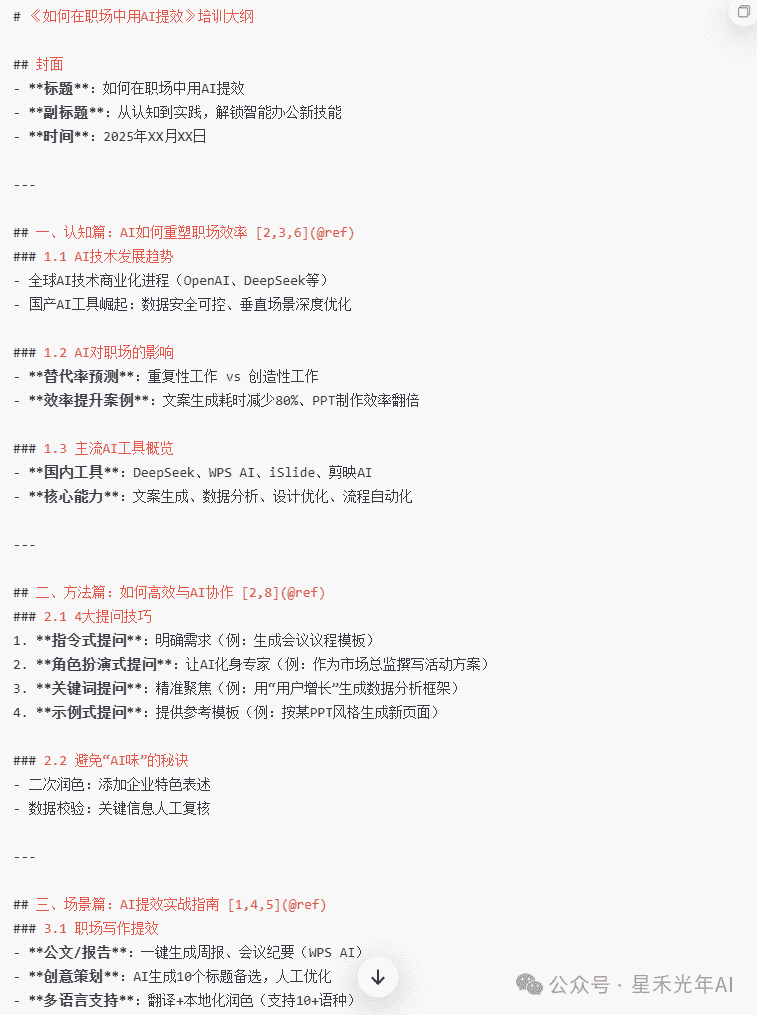 # 《如何在职场中用AI提效》培训大纲
## 封面
- **标题**：如何在职场中用AI提效
- **副标题**：从认知到实践，解锁智能办公新技能
- **时间**：2025年XX月XX日
---
## 一、认知篇：AI如何重塑职场效率 [2,3,6](@ref)
### 1.1 AI技术发展趋势
- 全球AI技术商业化进程（OpenAI、DeepSeek等）
- 国产AI工具崛起：数据安全可控、垂直场景深度优化
### 1.2 AI对职场的影响
- **替代率预测**：重复性工作 vs 创造性工作
- **效率提升案例**：文案生成耗时减少80%、PPT制作效率翻倍
### 1.3 主流AI工具概览
- **国内工具**：DeepSeek、WPS AI、iSlide、剪映AI
- **核心能力**：文案生成、数据分析、设计优化、流程自动化
---
## 二、方法篇：如何高效与AI协作 [2,8](@ref)
### 2.1 4大提问技巧
1. **指令式提问**：明确需求（例：生成会议议程模板）
2. **角色扮演式提问**：让AI化身专家（例：作为市场总监撰写活动方案）
3. **关键词提问**：精准聚焦（例：用“用户增长”生成数据分析框架）
4. **示例式提问**：提供参考模板（例：按某PPT风格生成新页面）
### 2.2 避免“AI味”的秘诀
- 二次润色：添加企业特色表述
- 数据校验：关键信息人工复核
---
## 三、场景篇：AI提效实战指南 [1,4,5](@ref)
### 3.1 职场写作提效
- **公文/报告**：一键生成周报、会议纪要（WPS AI）
- **创意策划**：AI生成10个标题备选，人工优化
- **多语言支持**：翻译+本地化润色（支持10+语种）
公众号 · 星禾光年AI